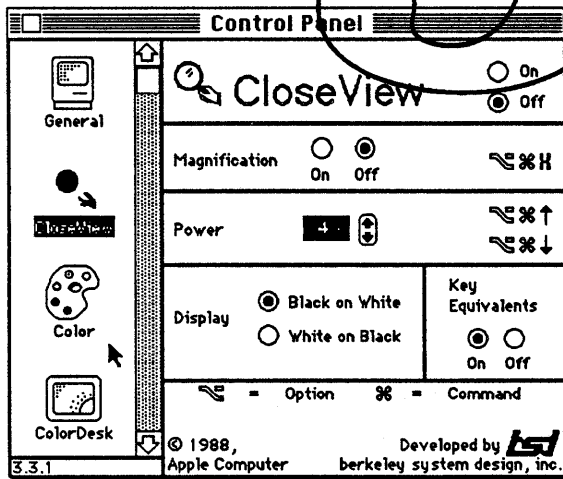 Control Panel
General
CloseView
Color
ColorDesk
3.3.1
CloseView
On
Off
Magnification
On Off
⌥⌘X
Power
4
⌥⌘↑
⌥⌘↓
Display
Black on White
White on Black
Key
Equivalents
On Off
⌥ = Option ⌘ = Command
© 1988,
Apple Computer
Developed by bsd
berkeley system design, inc.